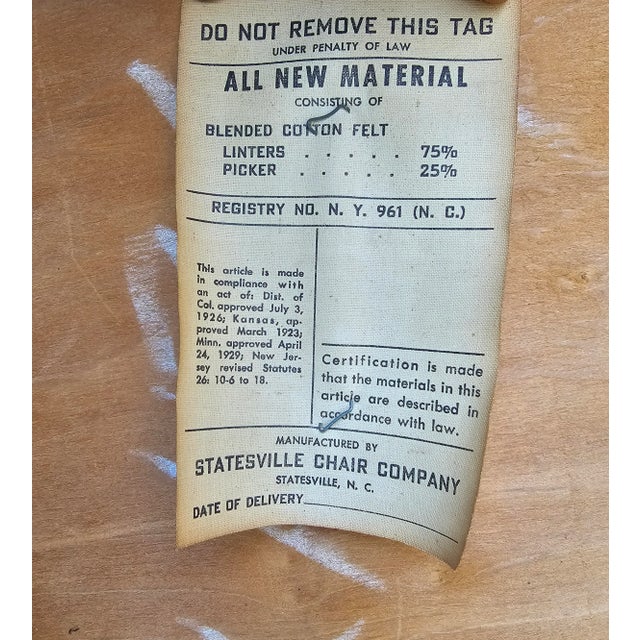 DO NOT REMOVE THIS TAG
UNDER PENALTY OF LAW
ALL NEW MATERIAL
CONSISTING OF
BLENDED COTTON FELT
LINTERS . . . . . 75%
PICKER . . . . . 25%
REGISTRY NO. N. Y. 961 (N. C.)
This article is made
in compliance with
an act of: Dist. of
Col. approved July 3,
1926; Kansas, ap-
proved March 1923;
Minn. approved April
24, 1929; New Jer-
sey revised Statutes
26: 10-6 to 18.
Certification is made
that the materials in this
article are described in
accordance with law.
MANUFACTURED BY
STATESVILLE CHAIR COMPANY
STATESVILLE, N. C.
DATE OF DELIVERY